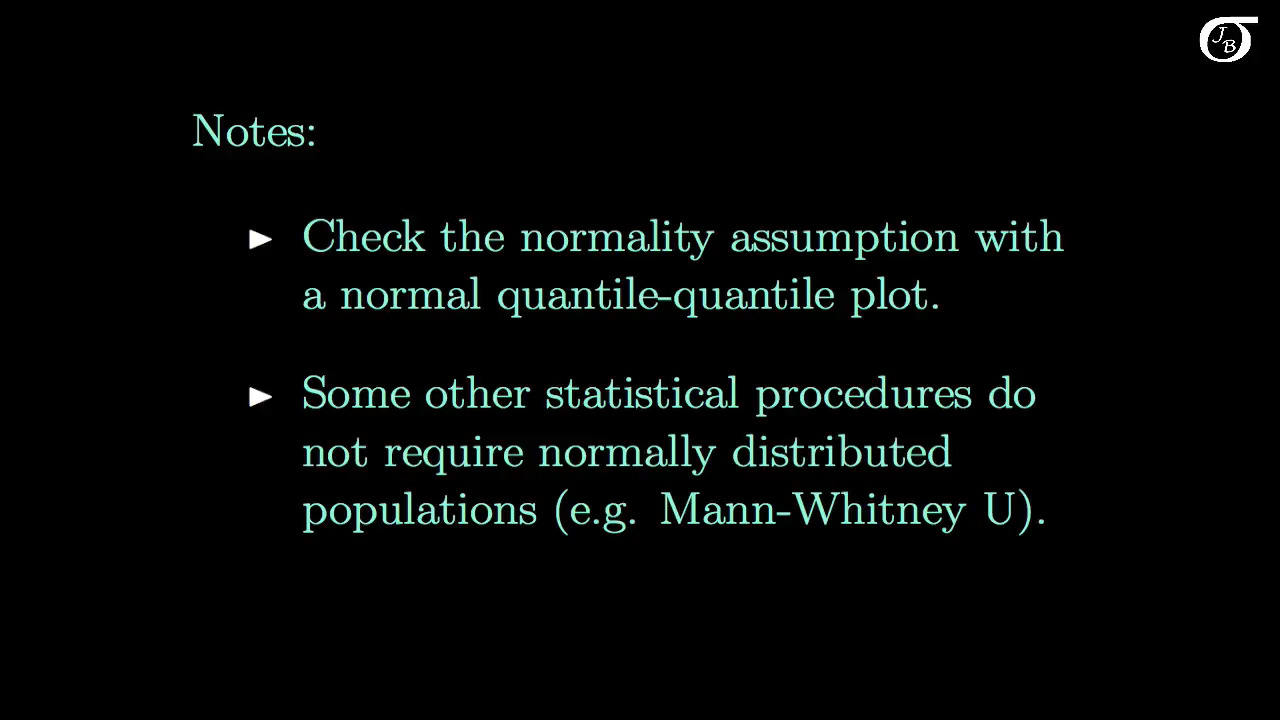 JB
Notes:
► Check the normality assumption with
a normal quantile-quantile plot.
► Some other statistical procedures do
not require normally distributed
populations (e.g. Mann-Whitney U).